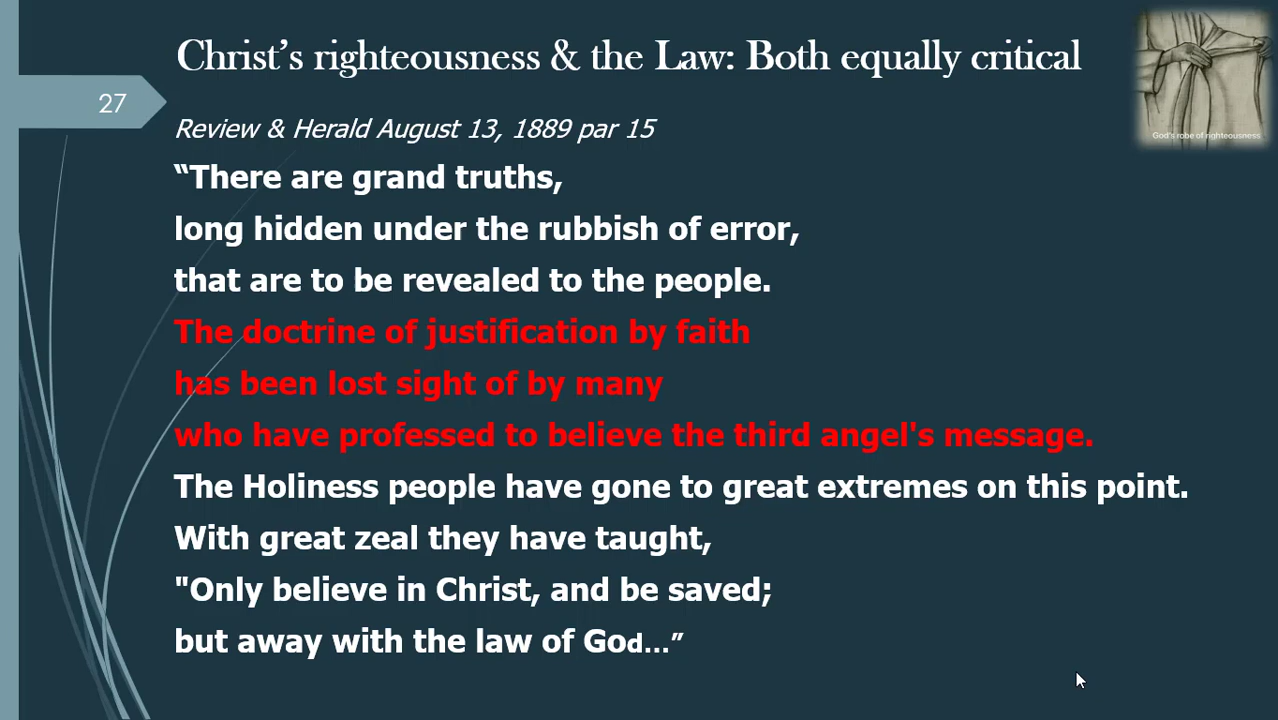 Christ's righteousness & the Law: Both equally critical
God's robe of righteousness
27
Review & Herald August 13, 1889 par 15
“There are grand truths,
long hidden under the rubbish of error,
that are to be revealed to the people.
The doctrine of justification by faith
has been lost sight of by many
who have professed to believe the third angel's message.
The Holiness people have gone to great extremes on this point.
With great zeal they have taught,
"Only believe in Christ, and be saved;
but away with the law of God…”